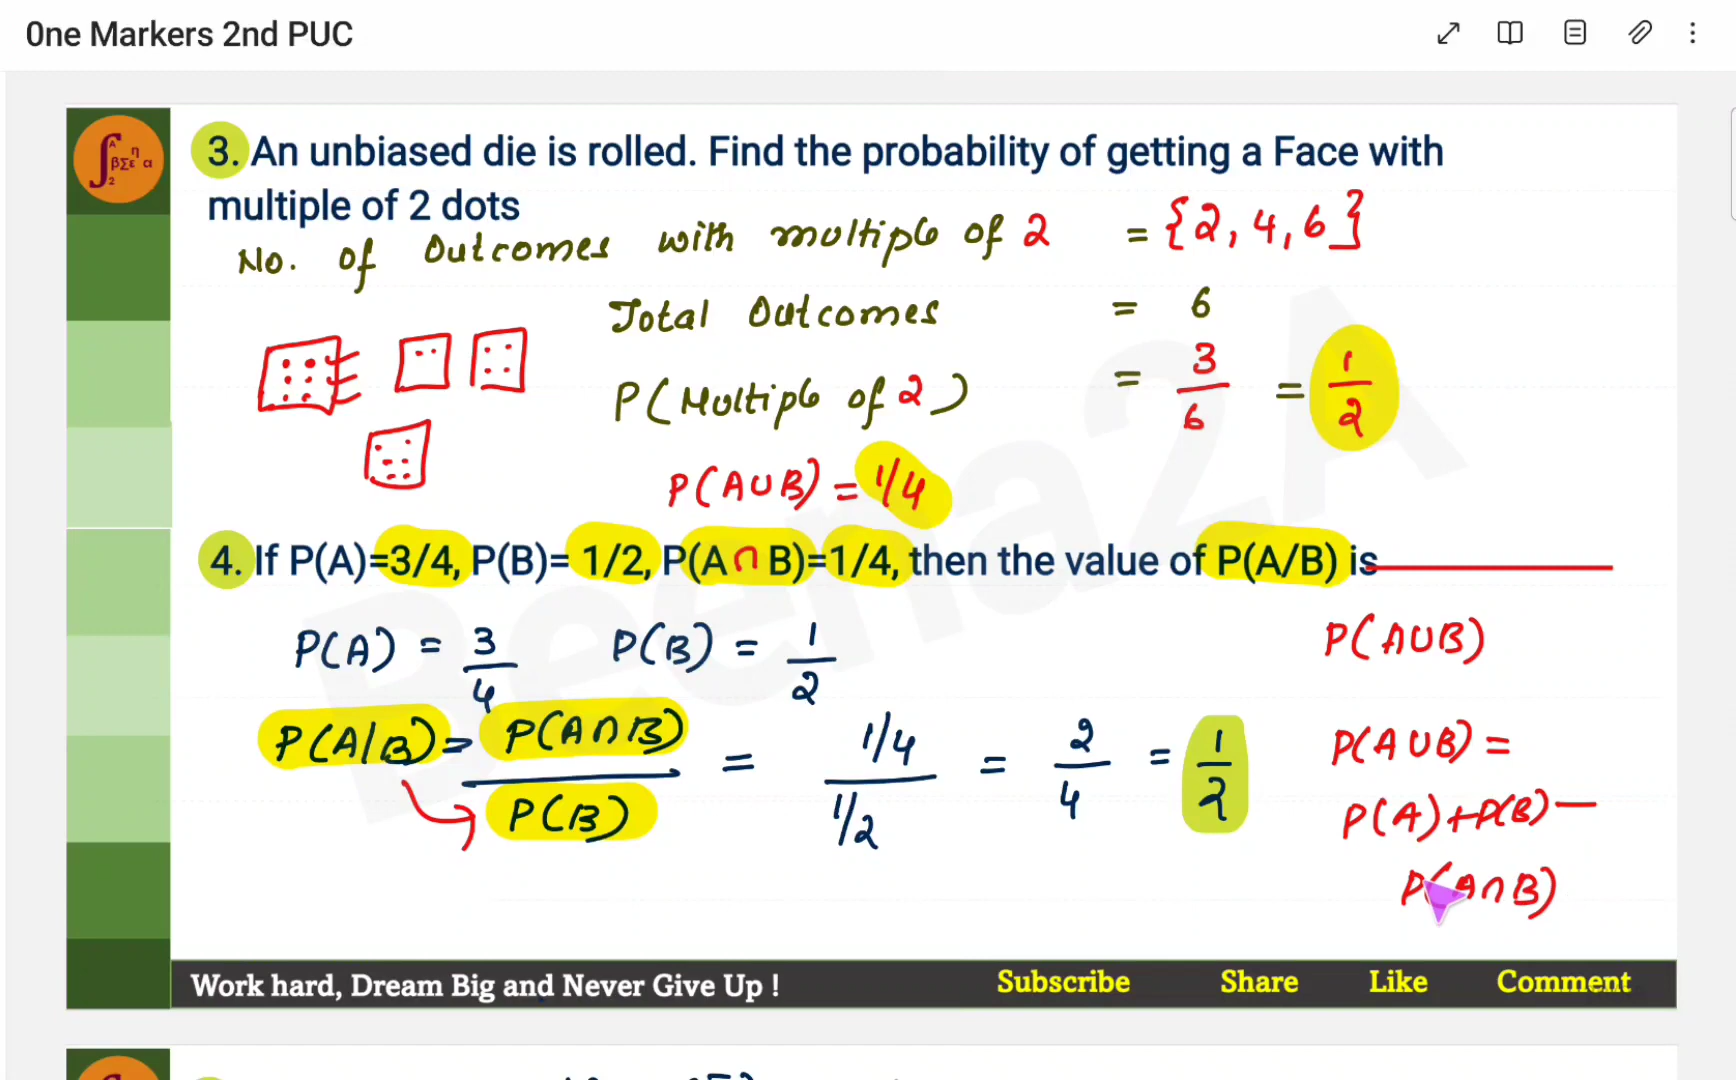 0ne Markers 2nd PUC
3. An unbiased die is rolled. Find the probability of getting a Face with
multiple of 2 dots
No. of Outcomes with multiple of 2 = {2, 4, 6}
Total Outcomes = 6
P(Multiple of 2) = 3/6 = 1/2
P(A∪B) = 1/4
4. If P(A)=3/4, P(B)= 1/2, P(A∩B)=1/4, then the value of P(A/B) is
P(A) = 3/4 P(B) = 1/2
P(A∪B)
P(A|B) = P(A∩B)/P(B) = 1/4 / 1/2 = 2/4 = 1/2
P(A∪B) =
P(A)+P(B)−
P(A∩B)
Beena2A
Work hard, Dream Big and Never Give Up ! Subscribe Share Like Comment